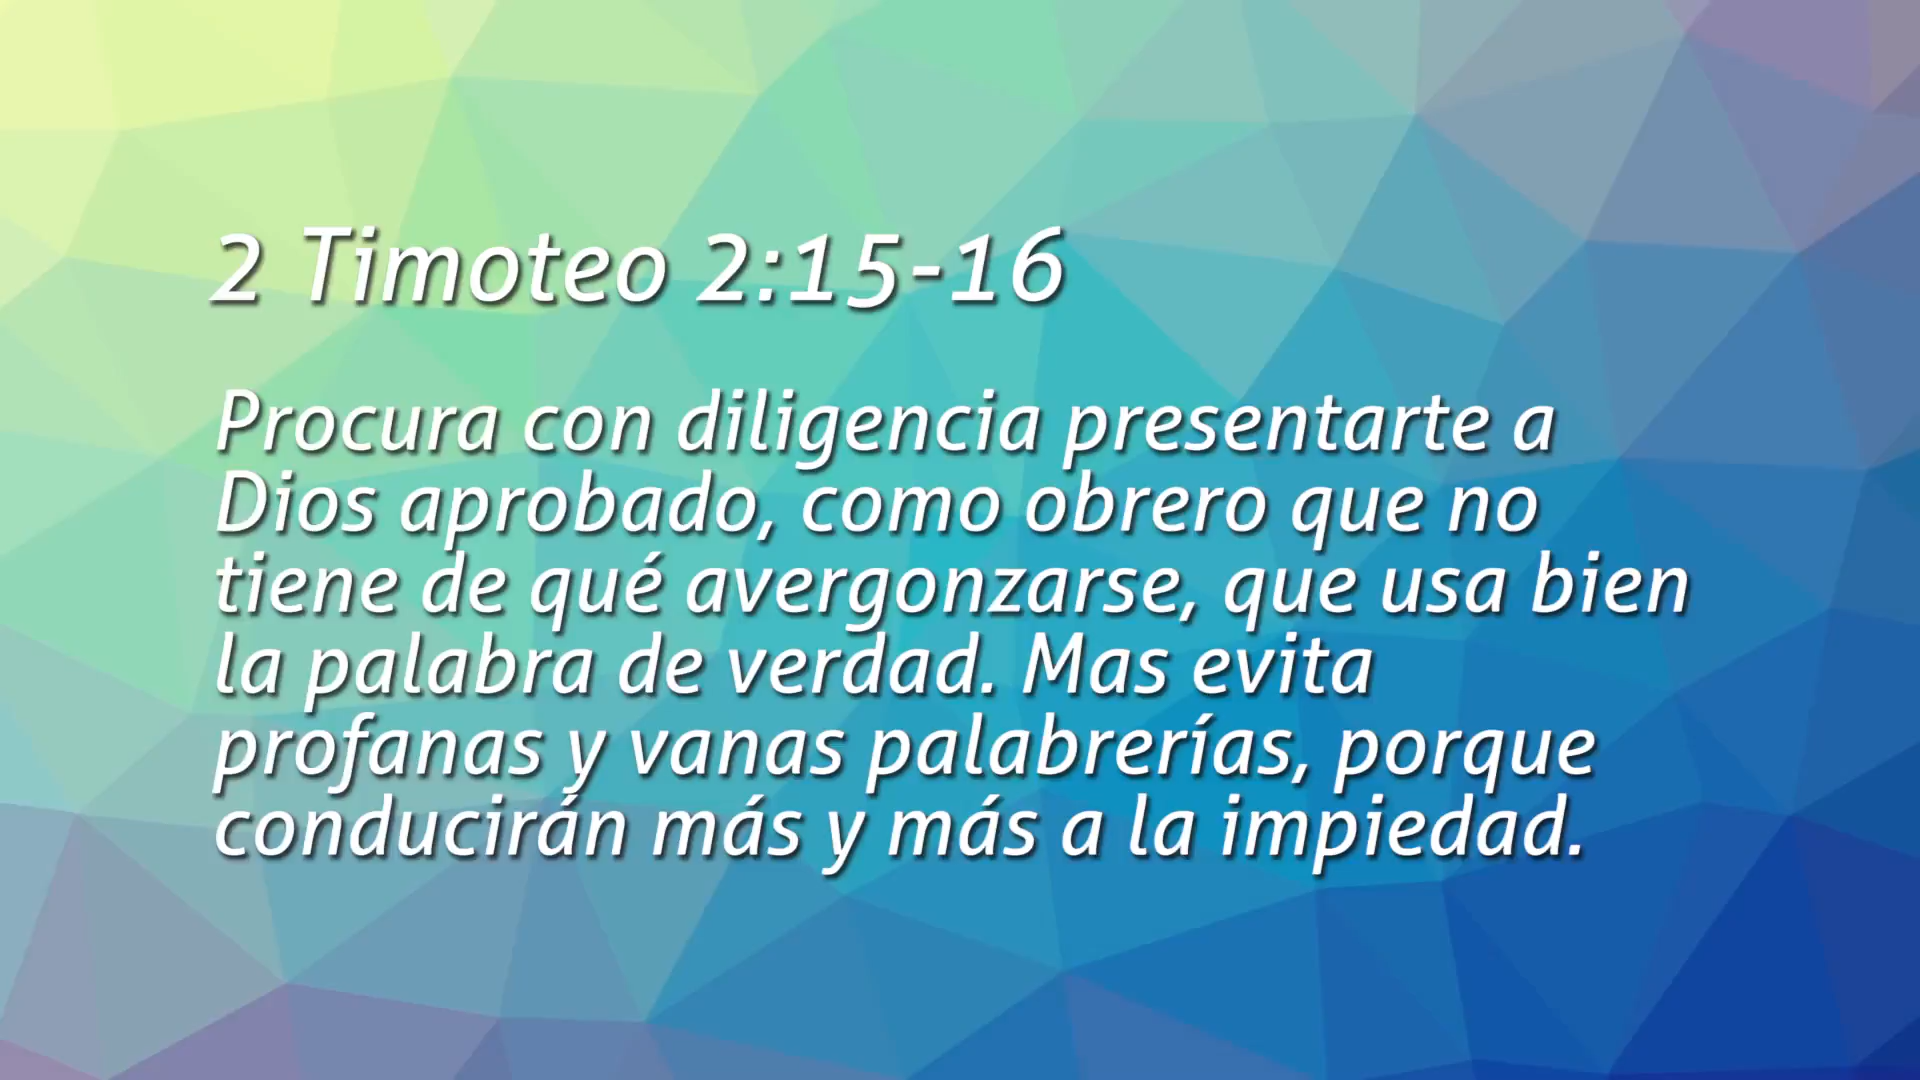 2 Timoteo 2:15-16
Procura con diligencia presentarte a
Dios aprobado, como obrero que no
tiene de qué avergonzarse, que usa bien
la palabra de verdad. Mas evita
profanas y vanas palabrerías, porque
conducirán más y más a la impiedad.